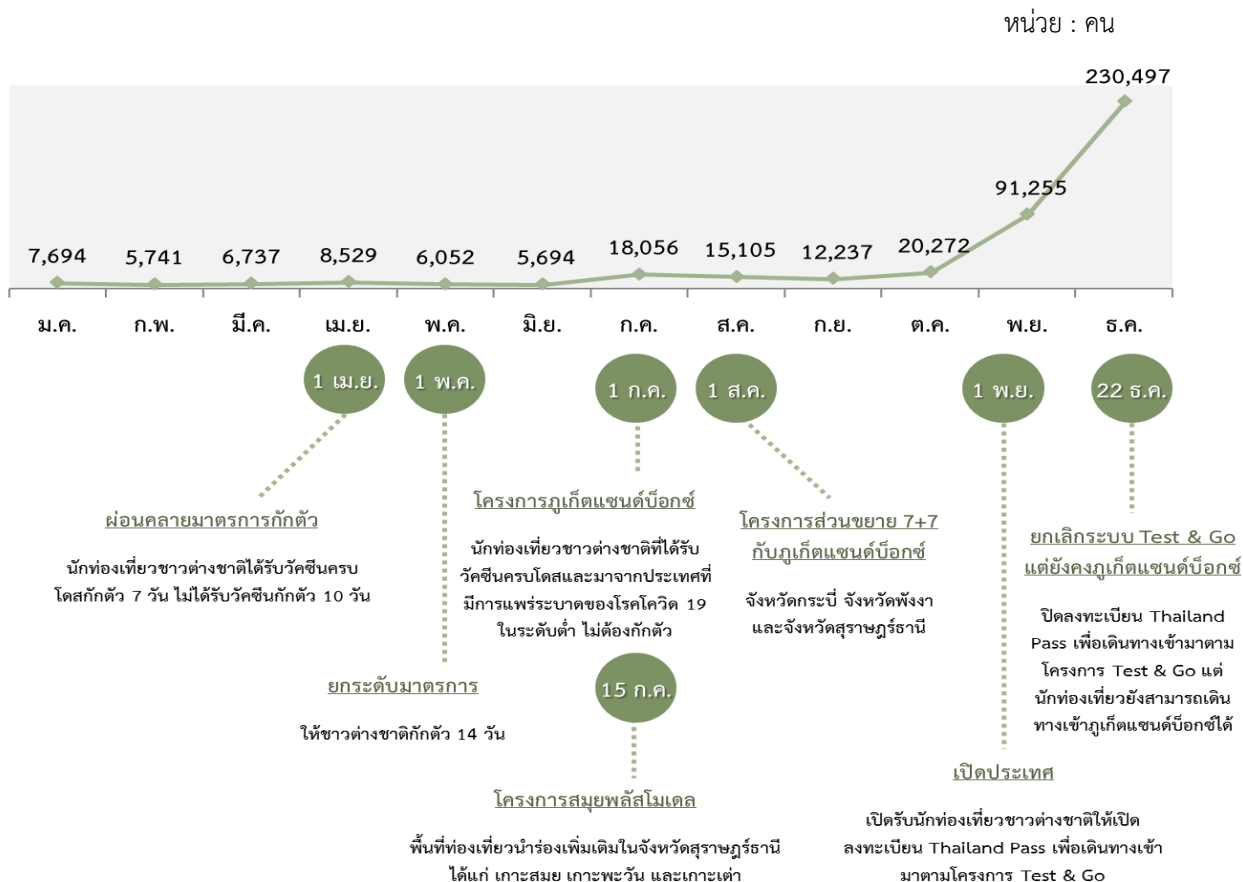 หน่วย : คน
230,497
91,255
7,694
5,741
6,737
8,529
6,052
5,694
18,056
15,105
12,237
20,272
ม.ค.
ก.พ.
มี.ค.
เม.ย.
พ.ค.
มิ.ย.
ก.ค.
ส.ค.
ก.ย.
ต.ค.
พ.ย.
ธ.ค.
1 เม.ย.
ผ่อนคลายมาตรการกักตัว
นักท่องเที่ยวชาวต่างชาติได้รับวัคซีนครบ
โดสกักตัว 7 วัน ไม่ได้รับวัคซีนกักตัว 10 วัน
1 พ.ค.
ยกระดับมาตรการ
ให้ชาวต่างชาติกักตัว 14 วัน
1 ก.ค.
โครงการภูเก็ตแซนด์บ็อกซ์
นักท่องเที่ยวชาวต่างชาติที่ได้รับ
วัคซีนครบโดสและมาจากประเทศที่
มีการแพร่ระบาดของโรคโควิด 19
ในระดับต่ำ ไม่ต้องกักตัว
15 ก.ค.
โครงการสมุยพลัสโมเดล
พื้นที่ท่องเที่ยวนำร่องเพิ่มเติมในจังหวัดสุราษฎร์ธานี
ได้แก่ เกาะสมุย เกาะพะงัน และเกาะเต่า
1 ส.ค.
โครงการส่วนขยาย 7+7
กับภูเก็ตแซนด์บ็อกซ์
จังหวัดกระบี่ จังหวัดพังงา
และจังหวัดสุราษฎร์ธานี
1 พ.ย.
เปิดประเทศ
เปิดรับนักท่องเที่ยวชาวต่างชาติให้เปิด
ลงทะเบียน Thailand Pass เพื่อเดินทางเข้า
มาตามโครงการ Test & Go
22 ธ.ค.
ยกเลิกระบบ Test & Go
แต่ยังคงภูเก็ตแซนด์บ็อกซ์
ปิดลงทะเบียน Thailand
Pass เพื่อเดินทางเข้ามาตาม
โครงการ Test & Go แต่
นักท่องเที่ยวยังสามารถเดิน
ทางเข้าภูเก็ตแซนด์บ็อกซ์ได้